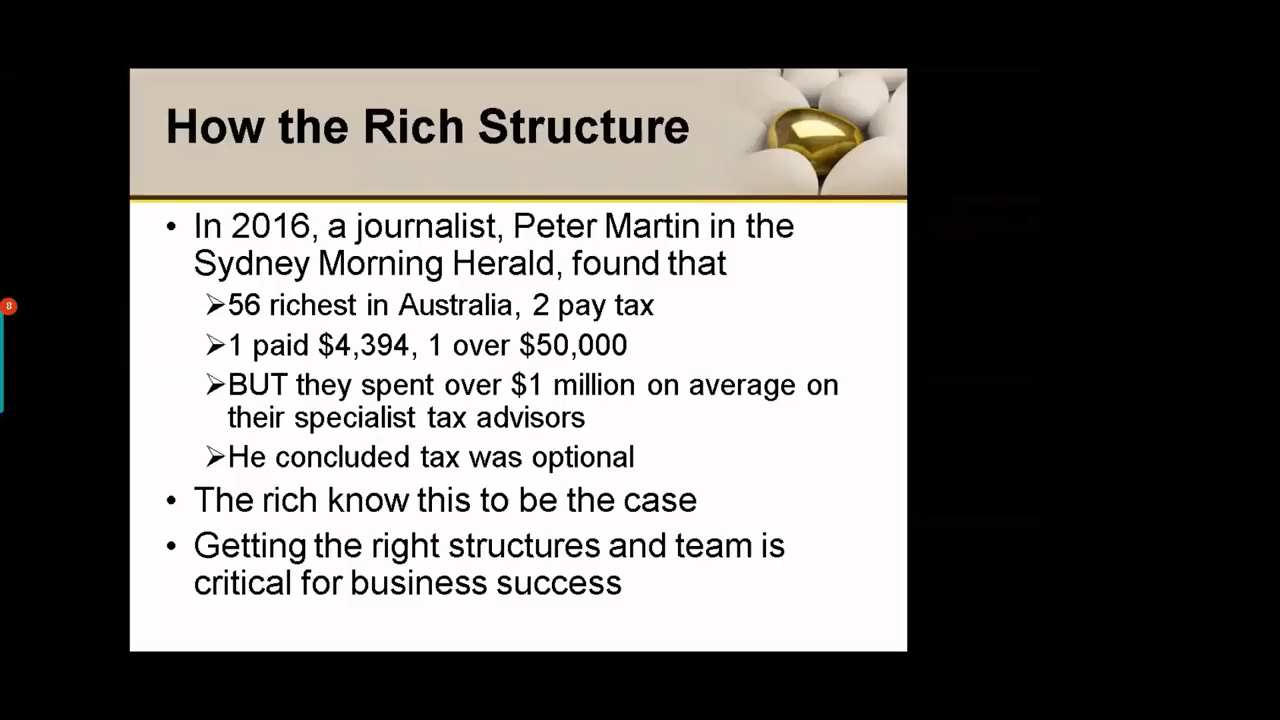 How the Rich Structure
• In 2016, a journalist, Peter Martin in the
Sydney Morning Herald, found that
➢56 richest in Australia, 2 pay tax
➢1 paid $4,394, 1 over $50,000
➢BUT they spent over $1 million on average on
their specialist tax advisors
➢He concluded tax was optional
• The rich know this to be the case
• Getting the right structures and team is
critical for business success
8